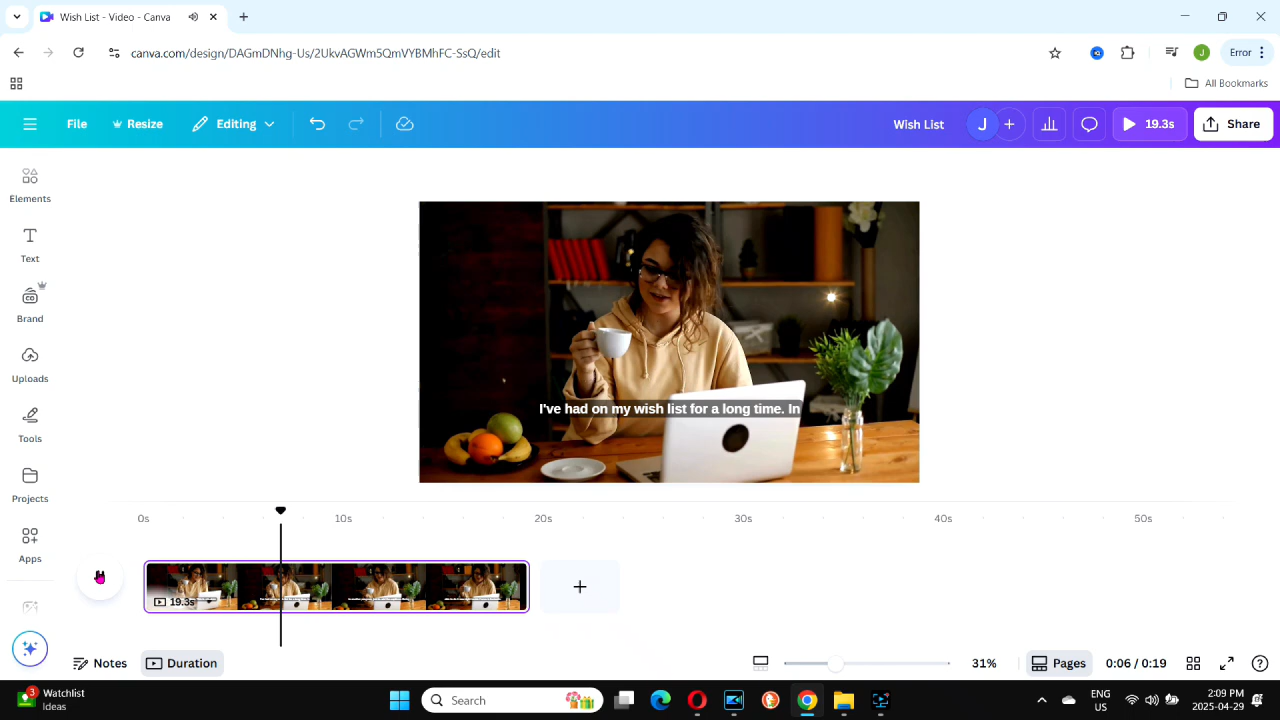 Wish List - Video - Canva
canva.com/design/DAGmDNhg-Us/2UkvAGWm5QmVYBMhFC-SsQ/edit
J
Error
All Bookmarks
File
Resize
Editing
Wish List
J
19.3s
Share
Elements
Text
Brand
Uploads
Tools
Projects
Apps
I've had on my wish list for a long time. In
0s
10s
20s
30s
40s
50s
19.3s
Notes
Duration
31%
Pages
0:06 / 0:19
3
Watchlist
Ideas
Search
ENG
US
2:09 PM
2025-04-29